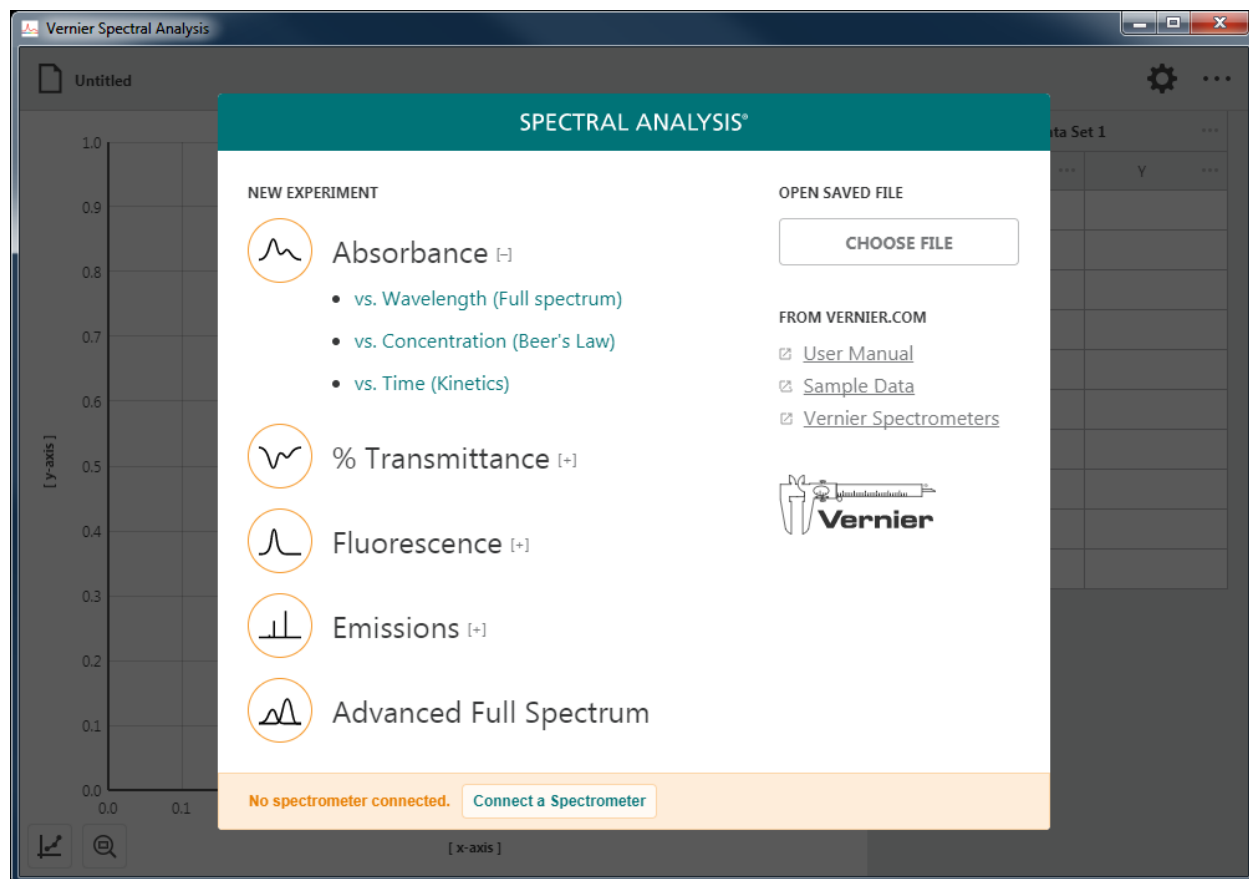 Vernier Spectral Analysis
Untitled
SPECTRAL ANALYSIS®
NEW EXPERIMENT
Absorbance [–]
• vs. Wavelength (Full spectrum)
• vs. Concentration (Beer's Law)
• vs. Time (Kinetics)
% Transmittance [+]
Fluorescence [+]
Emissions [+]
Advanced Full Spectrum
OPEN SAVED FILE
CHOOSE FILE
FROM VERNIER.COM
User Manual
Sample Data
Vernier Spectrometers
Vernier
No spectrometer connected. Connect a Spectrometer
Set 1
Y
[ y-axis ]
1.0
0.9
0.8
0.7
0.6
0.5
0.4
0.3
0.2
0.1
0.0
0.0 0.1
[ x-axis ]